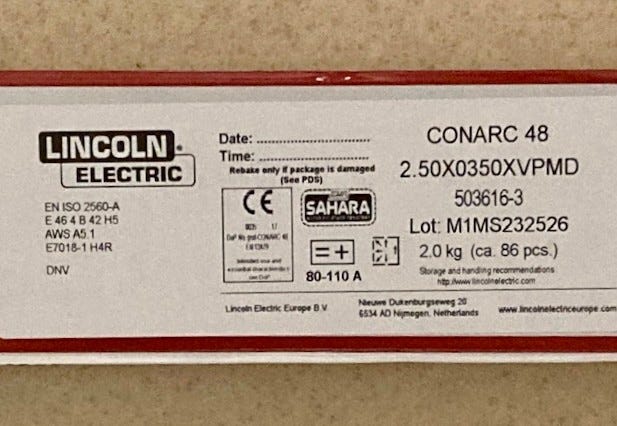 LINCOLN
ELECTRIC
EN ISO 2560-A
E 46 4 B 42 H5
AWS A5.1
E7018-1 H4R
DNV
Date:
Time:
Rebake only if package is damaged
(See PDS)
CE
SAHARA
= +
80-110 A
CONARC 48
2.50X0350XVPMD
503616-3
Lot: M1MS232526
2.0 kg (ca. 86 pcs.)
Storage and handling recommendations
http://www.lincolnelectric.com
Lincoln Electric Europe B.V
Nieuwe Dukenburgseweg 20
6534 AD Nijmegen, Netherlands
www.lincolnelectriceurope.com